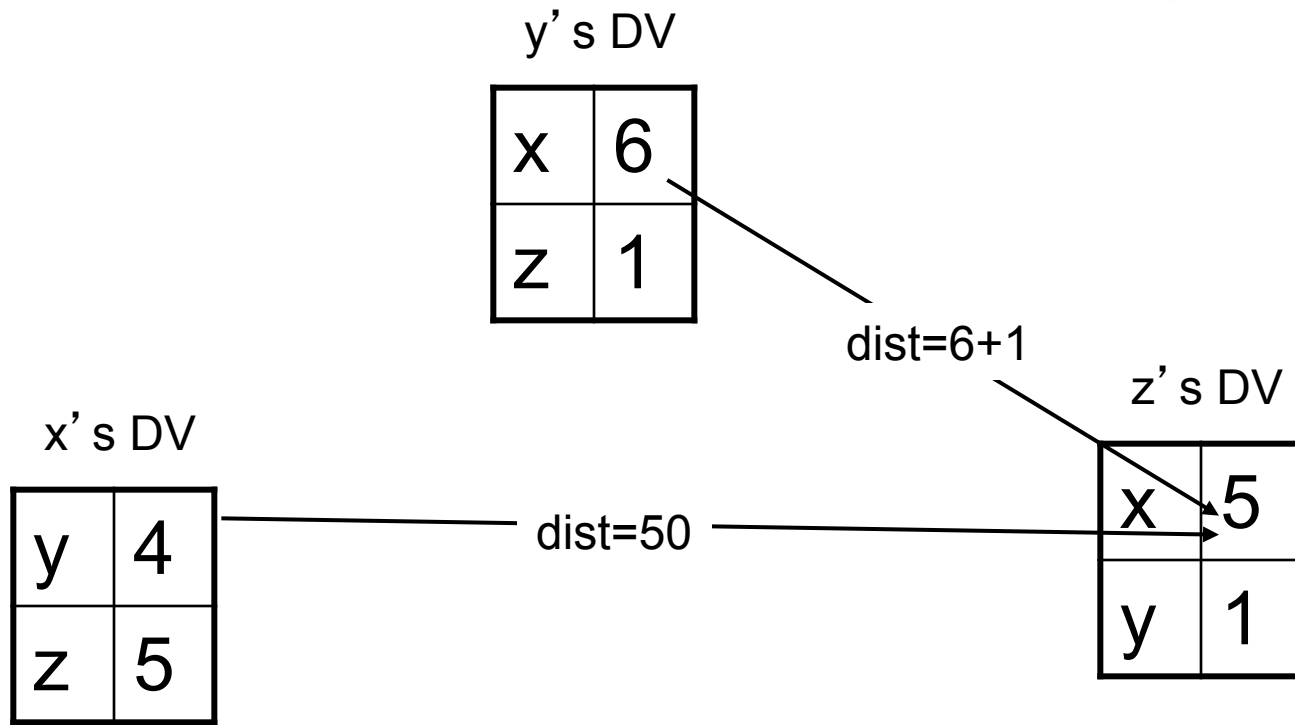 y’s DV
x 6
z 1
dist=6+1
z’s DV
x’s DV
x 5
dist=50
y 4
y 1
z 5